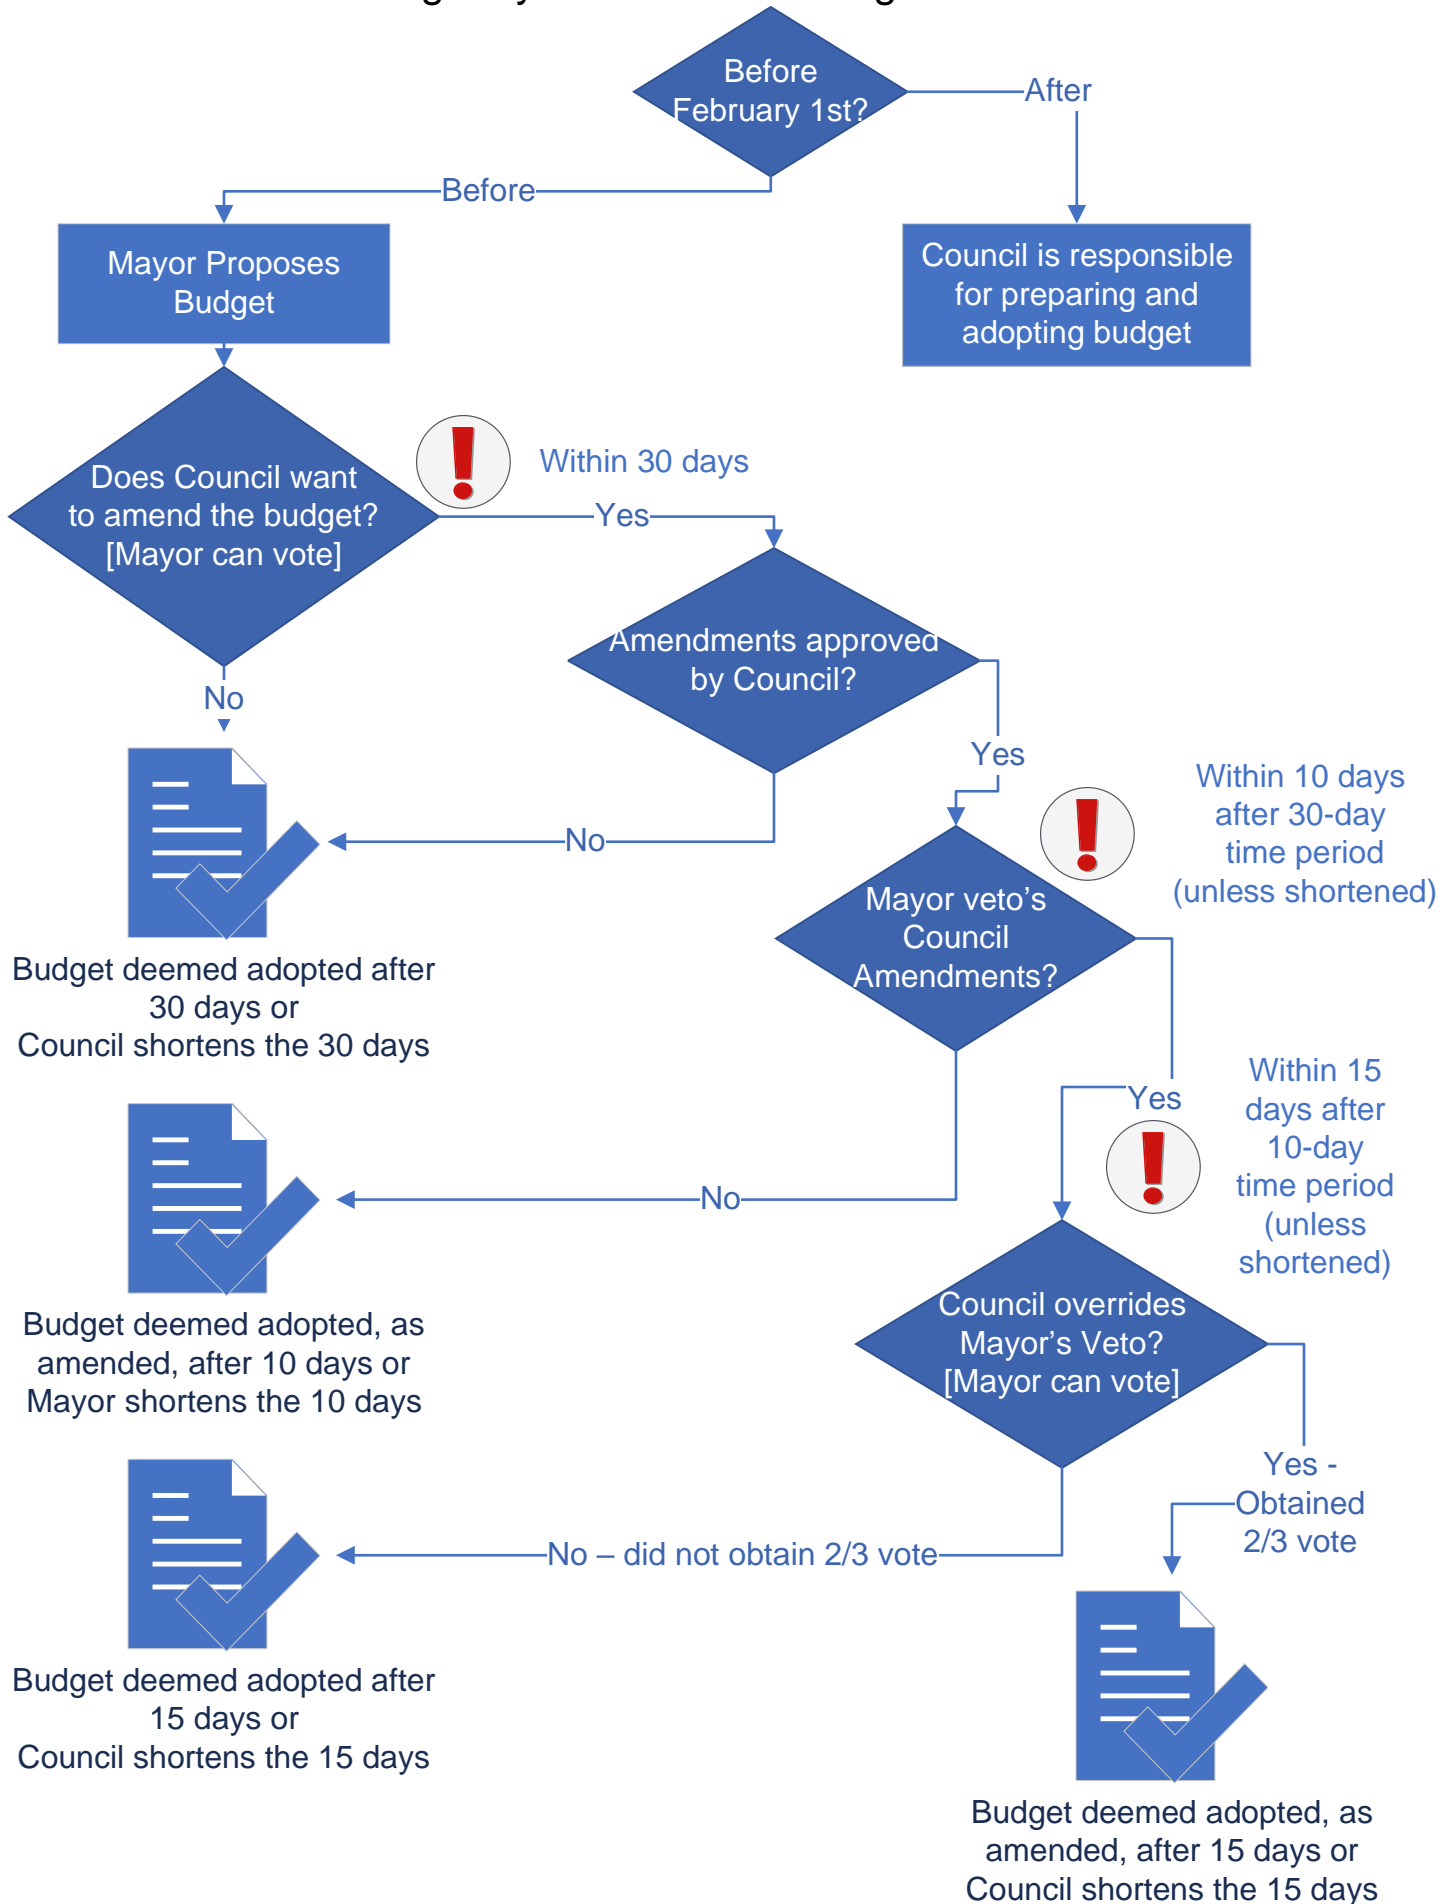 Before
February 1st?
After
Before
Mayor Proposes
Budget
Council is responsible
for preparing and
adopting budget
Does Council want
to amend the budget?
[Mayor can vote]
Within 30 days
Yes
Amendments approved
by Council?
No
Yes
No
Within 10 days
after 30-day
time period
(unless shortened)
Mayor veto’s
Council
Amendments?
Budget deemed adopted after
30 days or
Council shortens the 30 days
Yes
Within 15
days after
10-day
time period
(unless
shortened)
No
Council overrides
Mayor’s Veto?
[Mayor can vote]
Budget deemed adopted, as
amended, after 10 days or
Mayor shortens the 10 days
Yes -
Obtained
2/3 vote
No – did not obtain 2/3 vote
Budget deemed adopted after
15 days or
Council shortens the 15 days
Budget deemed adopted, as
amended, after 15 days or
Council shortens the 15 days